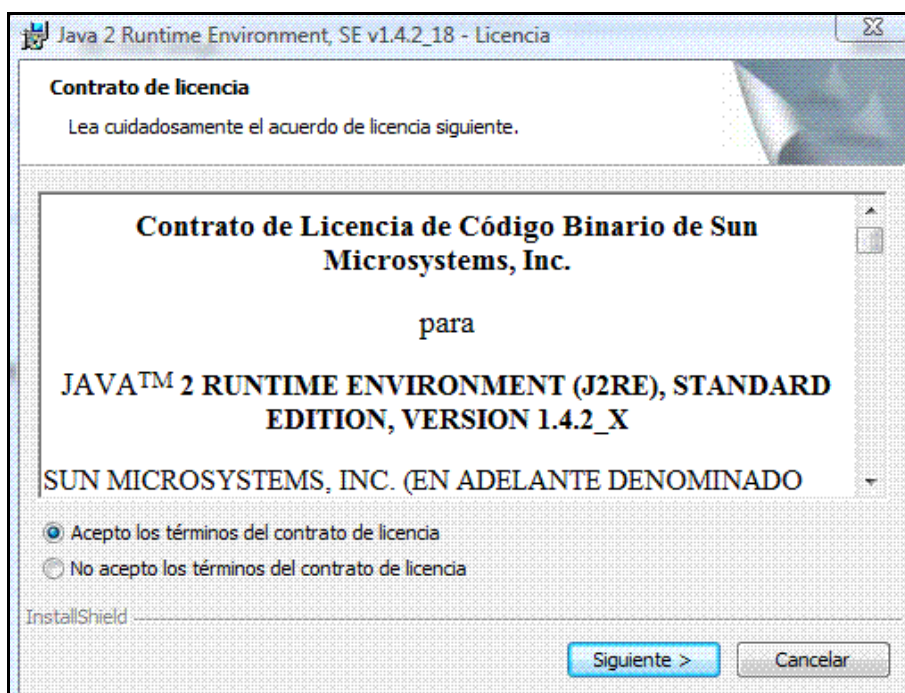 Java 2 Runtime Environment, SE v1.4.2_18 - Licencia
Contrato de licencia
Lea cuidadosamente el acuerdo de licencia siguiente.
Contrato de Licencia de Código Binario de Sun
Microsystems, Inc.
para
JAVA™ 2 RUNTIME ENVIRONMENT (J2RE), STANDARD
EDITION, VERSION 1.4.2_X
SUN MICROSYSTEMS, INC. (EN ADELANTE DENOMINADO
Acepto los términos del contrato de licencia
No acepto los términos del contrato de licencia
InstallShield
Siguiente > Cancelar